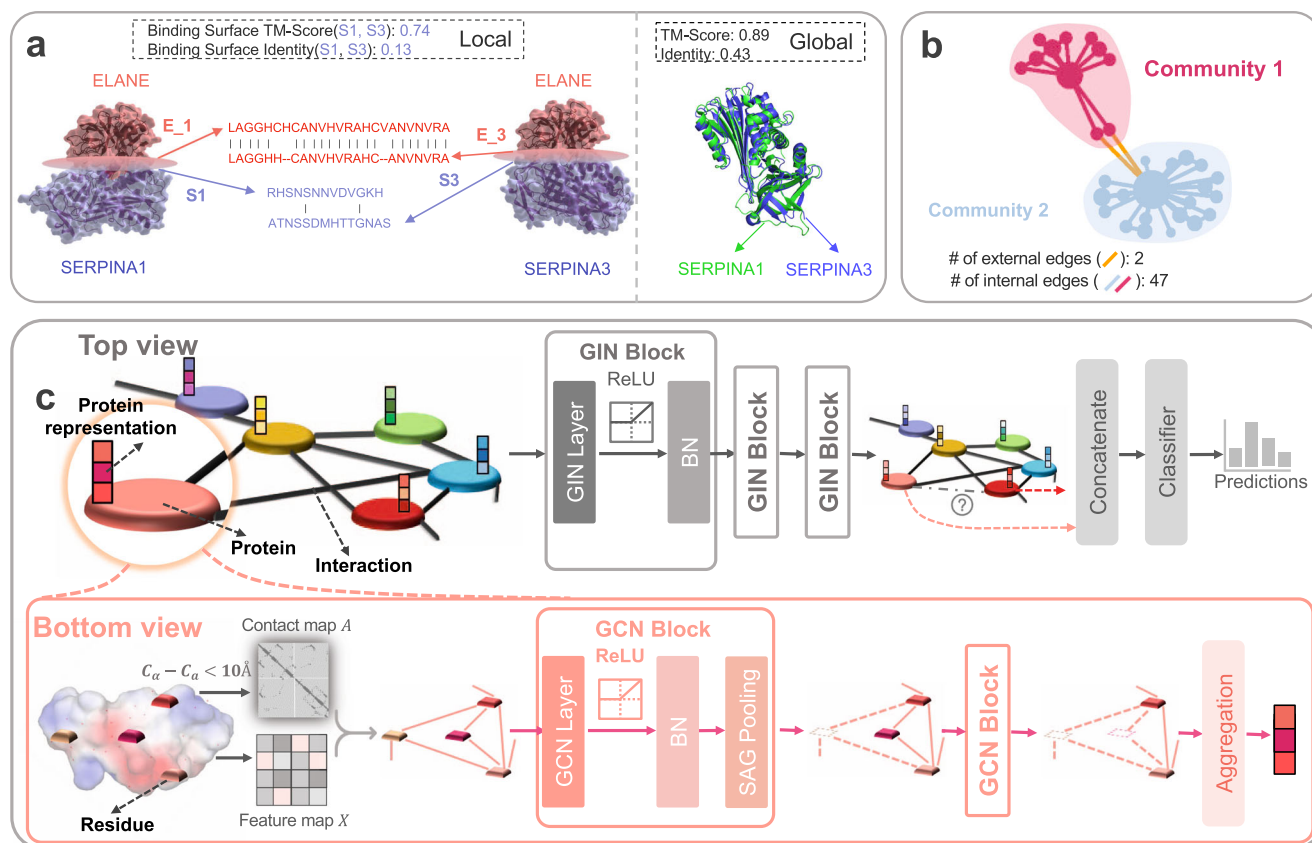 a
Binding Surface TM-Score(S1, S3): 0.74
Binding Surface Identity(S1, S3): 0.13
Local
TM-Score: 0.89
Identity: 0.43
Global
ELANE
ELANE
E_1
E_3
LAGGHCHCANVHVRAHCVANVNVRA
LAGGHH--CANVHVRAHC--ANVNVRA
S1
S3
RHSNSNNVDVGKH
ATNSSDMHTTGNAS
SERPINA1
SERPINA3
SERPINA1
SERPINA3
b
Community 1
Community 2
# of external edges ( ): 2
# of internal edges ( ): 47
c
Top view
Protein
representation
Protein
Interaction
GIN Block
GIN Layer
ReLU
BN
GIN Block
GIN Block
?
Concatenate
Classifier
Predictions
Bottom view
Contact map A
Cα − Cα < 10Å
Residue
Feature map X
GCN Block
GCN Layer
ReLU
BN
SAG Pooling
GCN Block
Aggregation